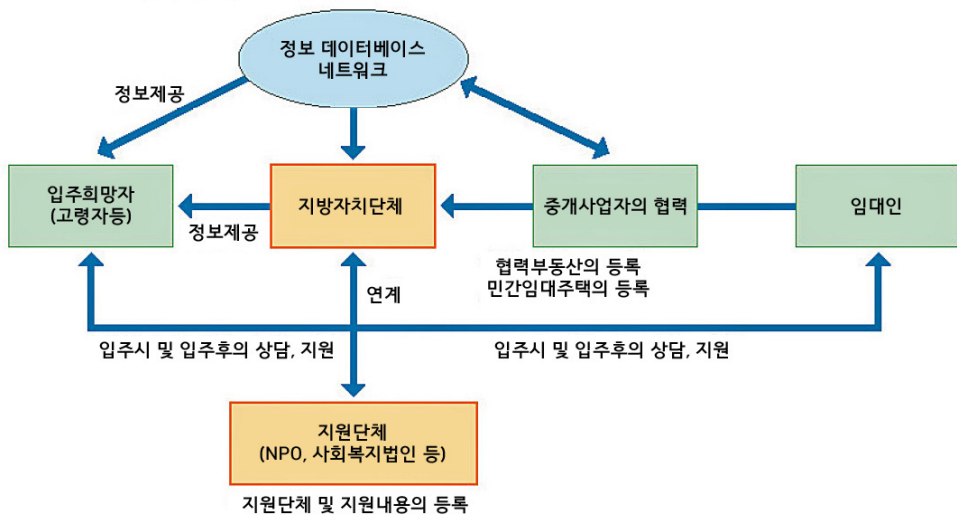 정보 데이터베이스
네트워크
정보제공
입주희망자
(고령자등)
지방자치단체
중개사업자의 협력
임대인
정보제공
협력부동산의 등록
민간임대주택의 등록
연계
입주시 및 입주후의 상담, 지원
입주시 및 입주후의 상담, 지원
지원단체
(NPO, 사회복지법인 등)
지원단체 및 지원내용의 등록